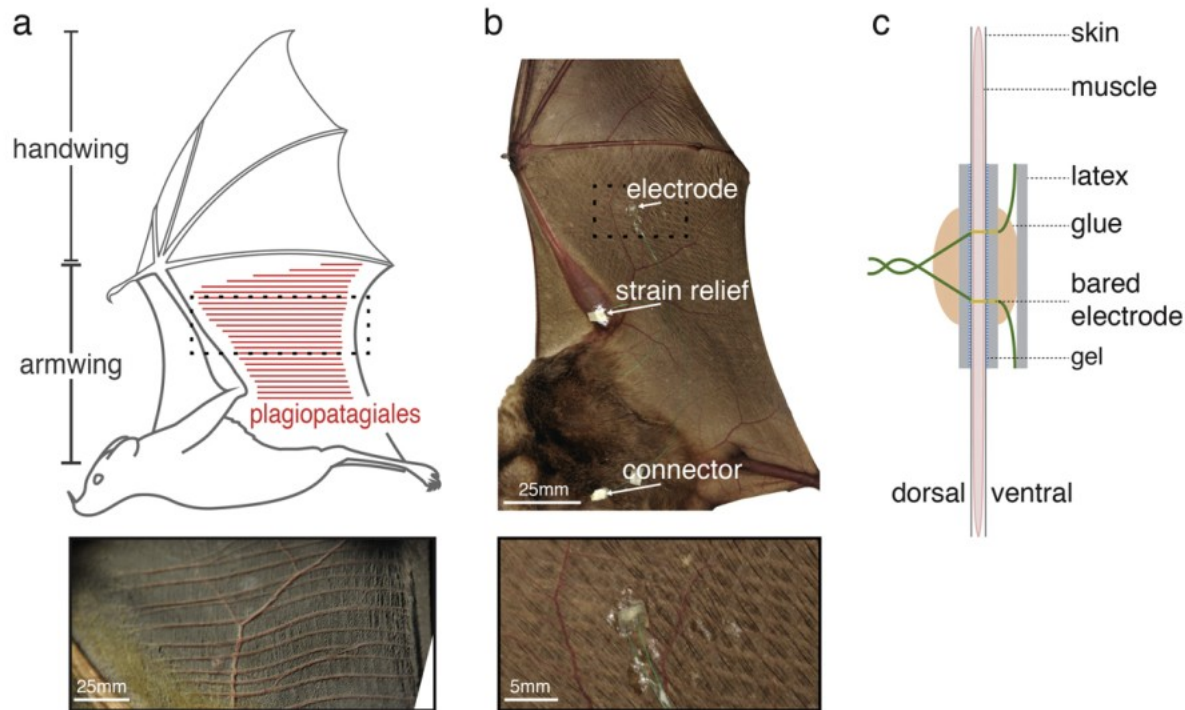 a
handwing
armwing
plagiopatagiales
25mm
b
electrode
strain relief
connector
25mm
5mm
c
skin
muscle
latex
glue
bared
electrode
gel
dorsal
ventral